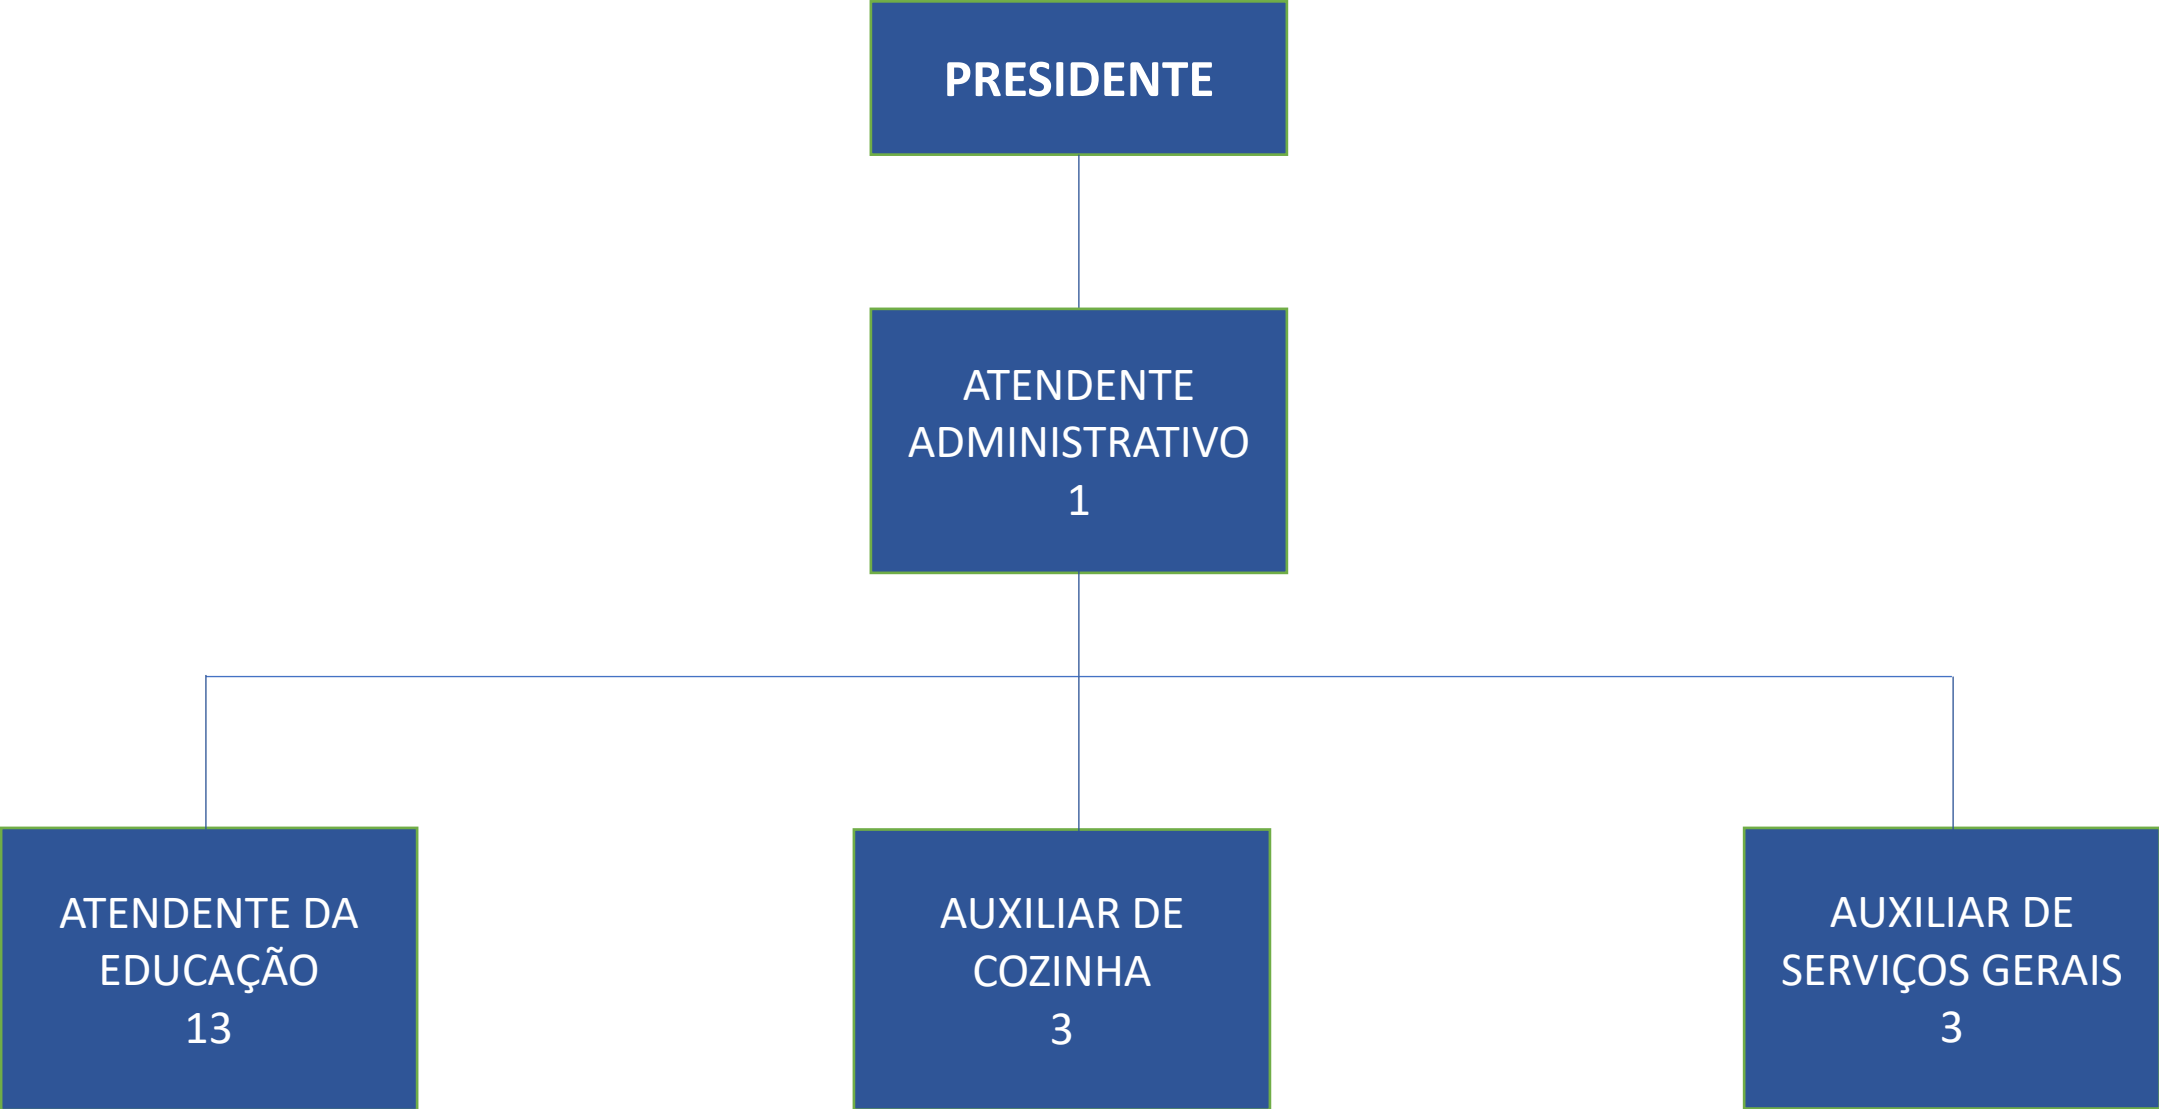 PRESIDENTE
ATENDENTE
ADMINISTRATIVO
1
ATENDENTE DA
EDUCAÇÃO
13
AUXILIAR DE
COZINHA
3
AUXILIAR DE
SERVIÇOS GERAIS
3